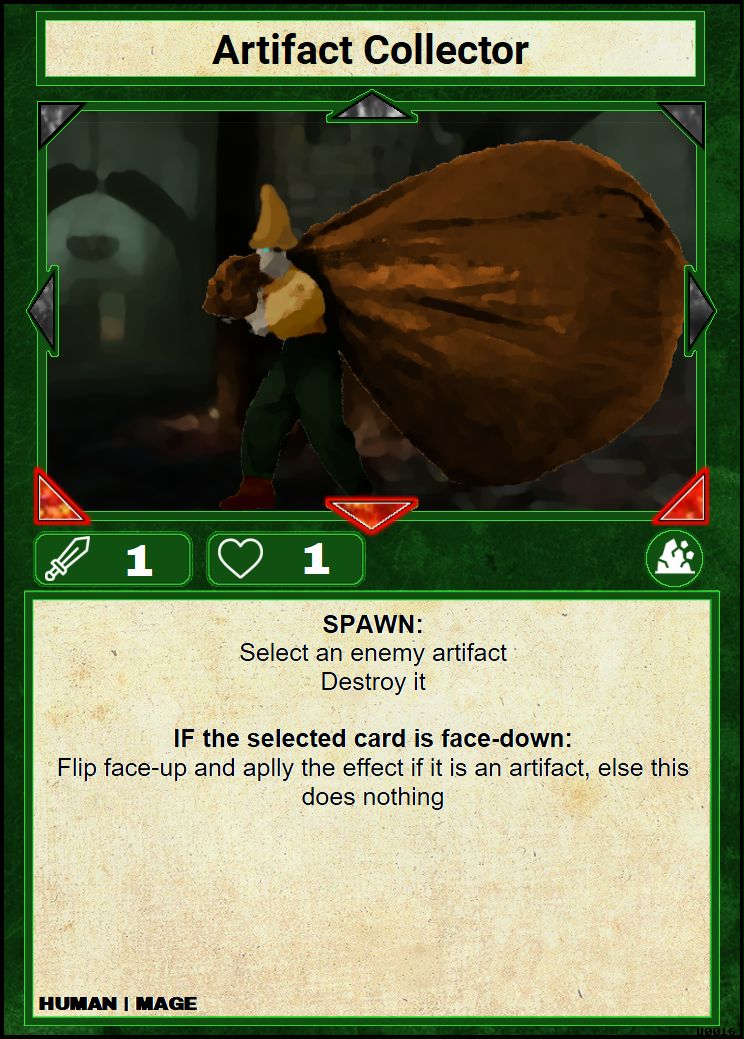 Artifact Collector
1
1
SPAWN:
Select an enemy artifact
Destroy it
IF the selected card is face-down:
Flip face-up and aplly the effect if it is an artifact, else this
does nothing
HUMAN | MAGE
U0016